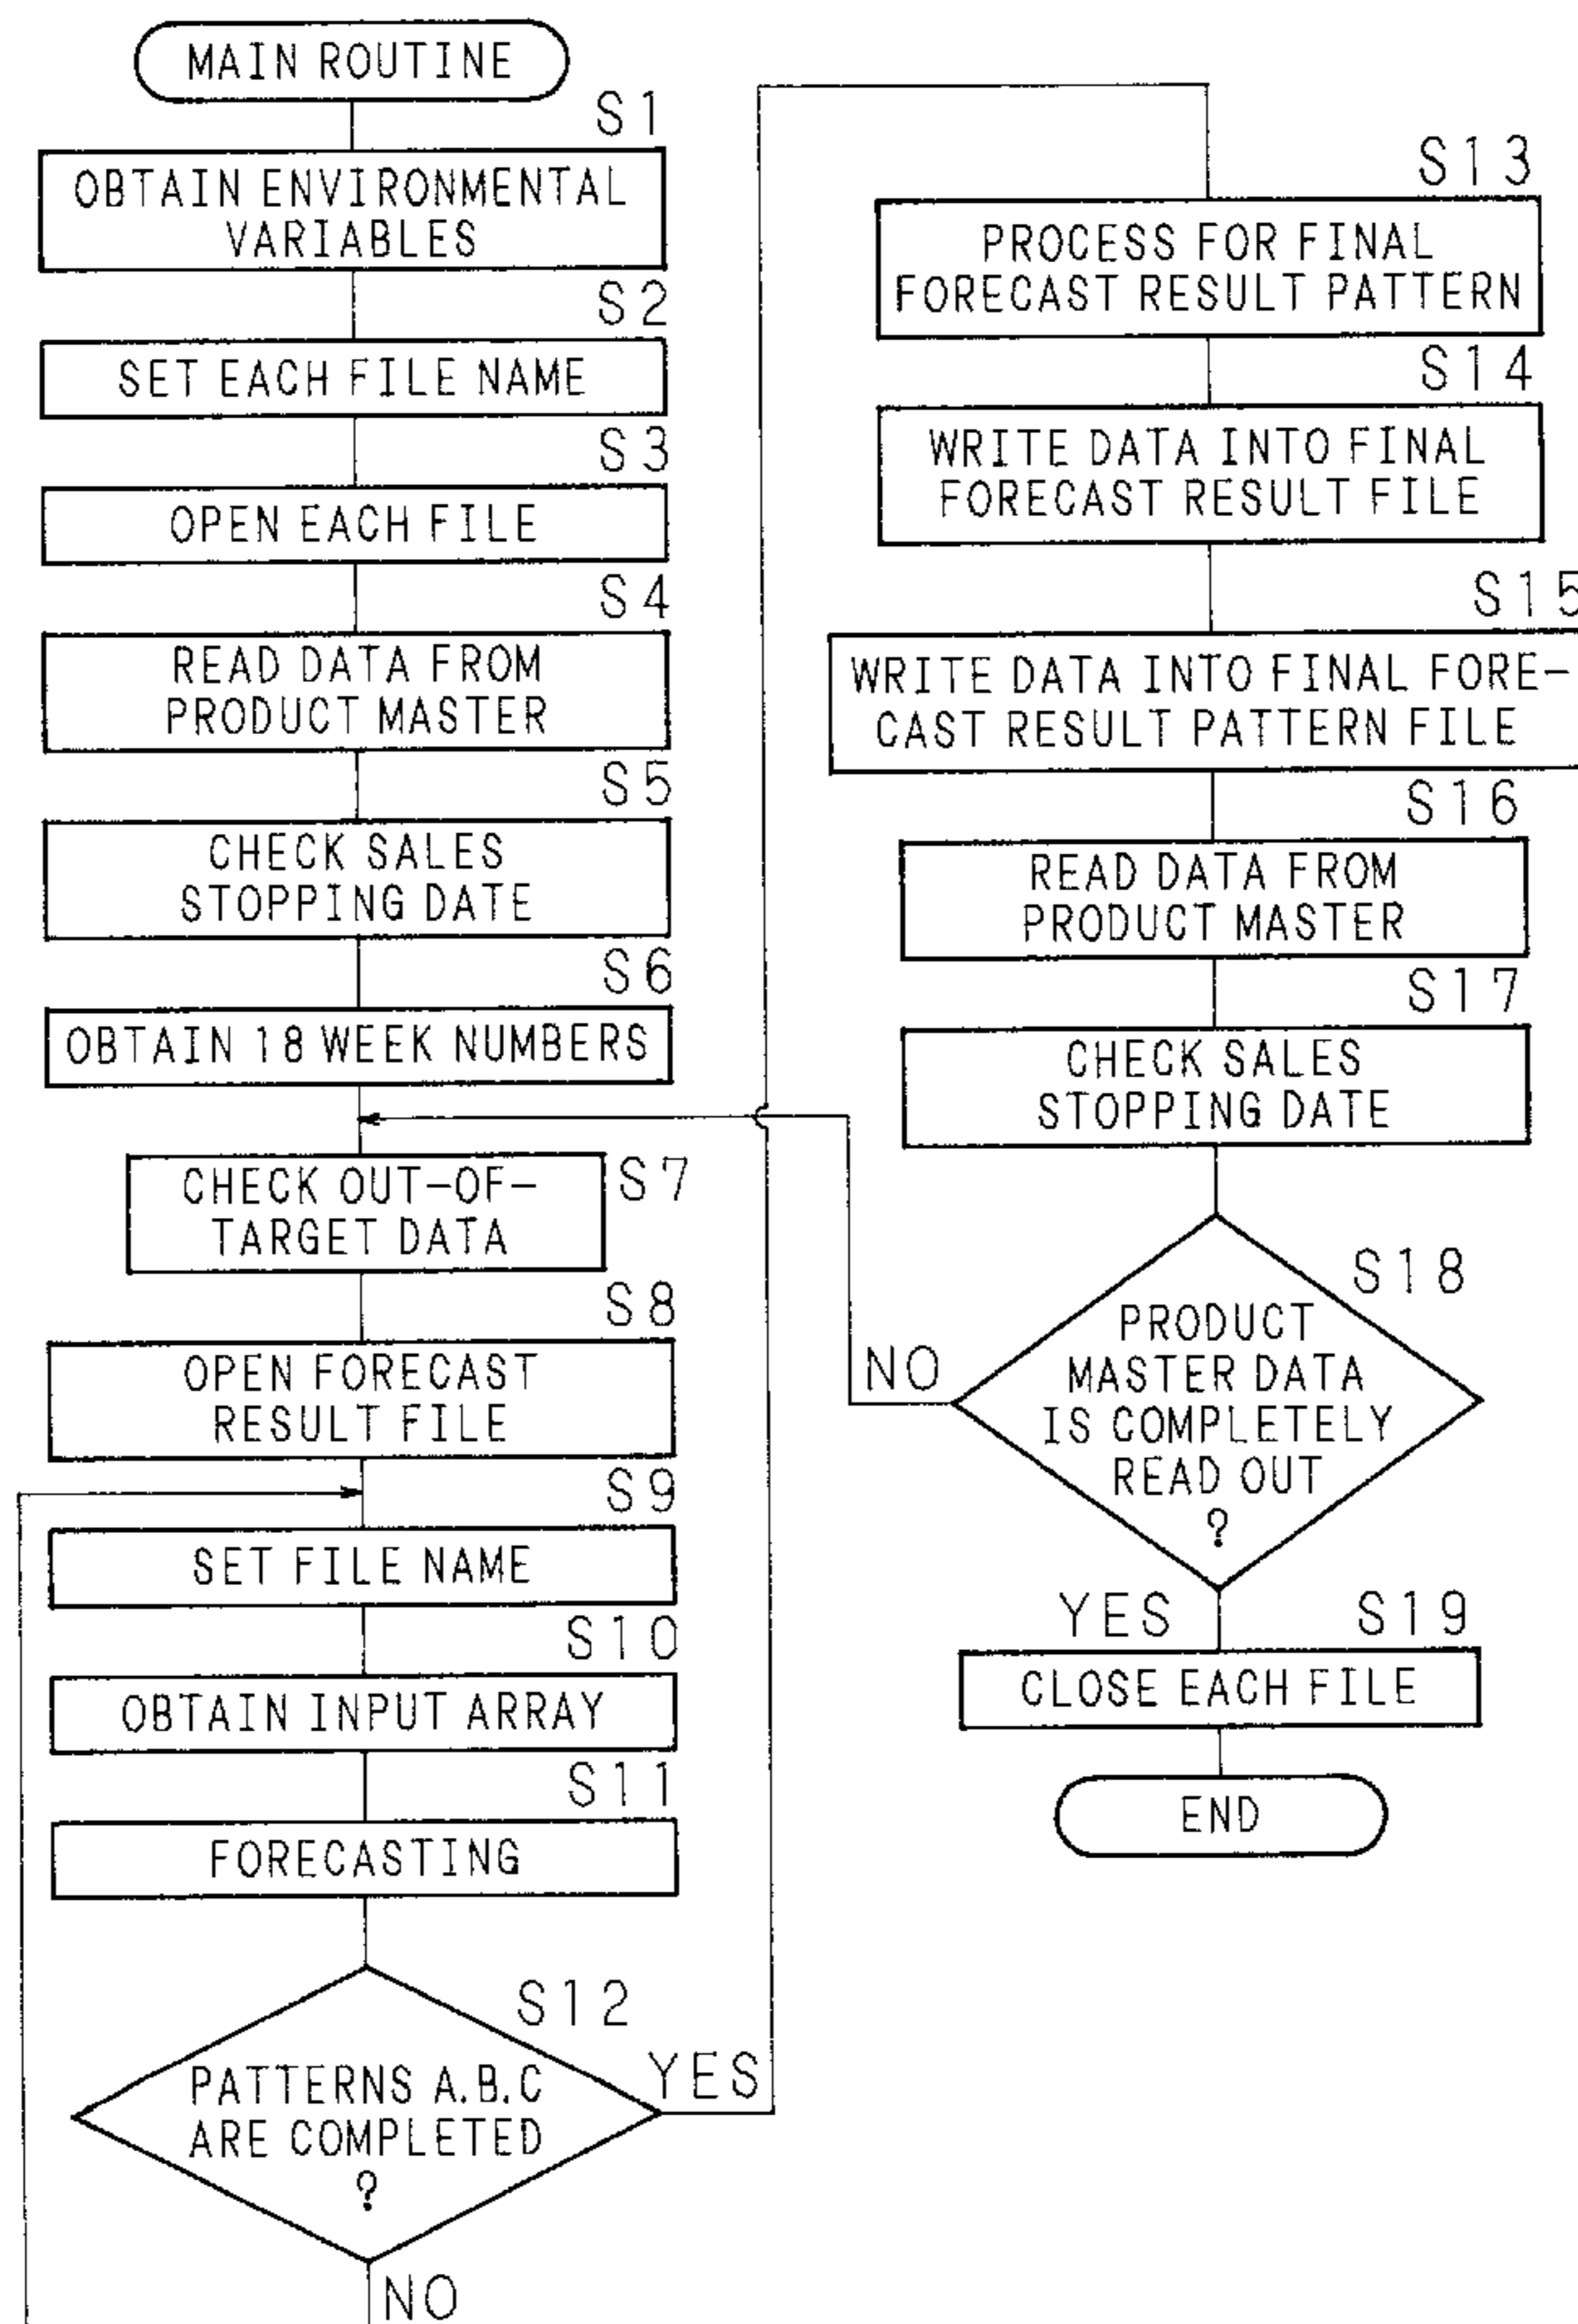 MAIN ROUTINE
S1
OBTAIN ENVIRONMENTAL
VARIABLES
S2
SET EACH FILE NAME
S3
OPEN EACH FILE
S4
READ DATA FROM
PRODUCT MASTER
S5
CHECK SALES
STOPPING DATE
S6
OBTAIN 18 WEEK NUMBERS
CHECK OUT-OF-
TARGET DATA
S7
S8
OPEN FORECAST
RESULT FILE
S9
SET FILE NAME
S10
OBTAIN INPUT ARRAY
S11
FORECASTING
S12
PATTERNS A.B.C
ARE COMPLETED
?
YES
NO
S13
PROCESS FOR FINAL
FORECAST RESULT PATTERN
S14
WRITE DATA INTO FINAL
FORECAST RESULT FILE
S15
WRITE DATA INTO FINAL FORE-
CAST RESULT PATTERN FILE
S16
READ DATA FROM
PRODUCT MASTER
S17
CHECK SALES
STOPPING DATE
S18
PRODUCT
MASTER DATA
IS COMPLETELY
READ OUT
?
NO
YES
S19
CLOSE EACH FILE
END